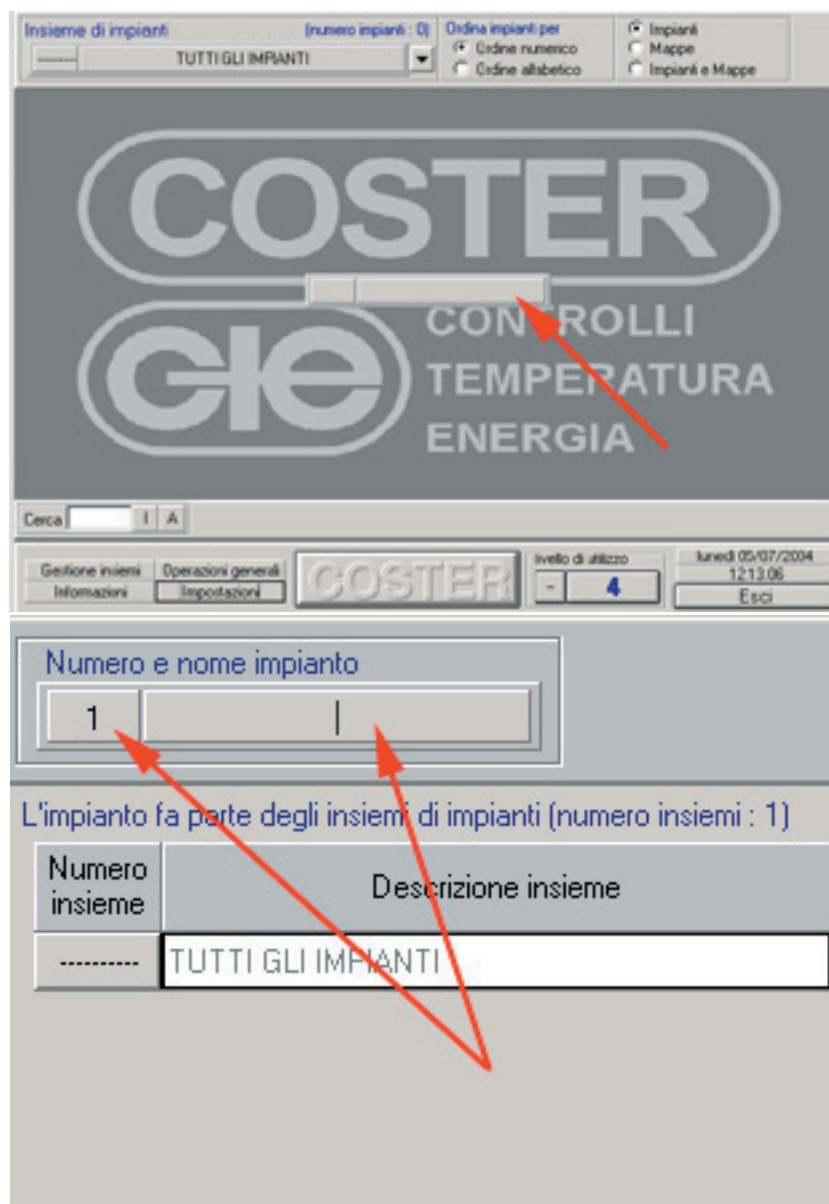 Insieme di impianti (numero impianti : 0) Ordina impianti per Impianti
TUTTI GLI IMPIANTI Ordine numerico Mappe
Ordine alfabetico Impianti e Mappe
COSTER
CONTROLLI
TEMPERATURA
ENERGIA
Cerca I A
Gestione insiemi Operazioni generali COSTER livello di utilizzo lunedì 05/07/2004
12:13.06
Informazioni Impostazioni - 4 Esci
Numero e nome impianto
1
L'impianto fa parte degli insiemi di impianti (numero insiemi : 1)
Numero insieme Descrizione insieme
---------- TUTTI GLI IMPIANTI